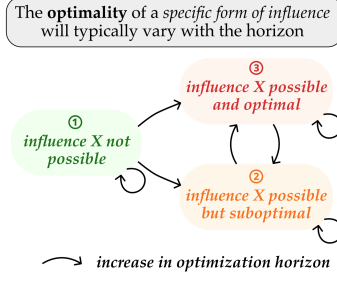 The optimality of a specific form of influence
will typically vary with the horizon
③
influence X possible
and optimal
①
influence X not
possible
②
influence X possible
but suboptimal
increase in optimization horizon